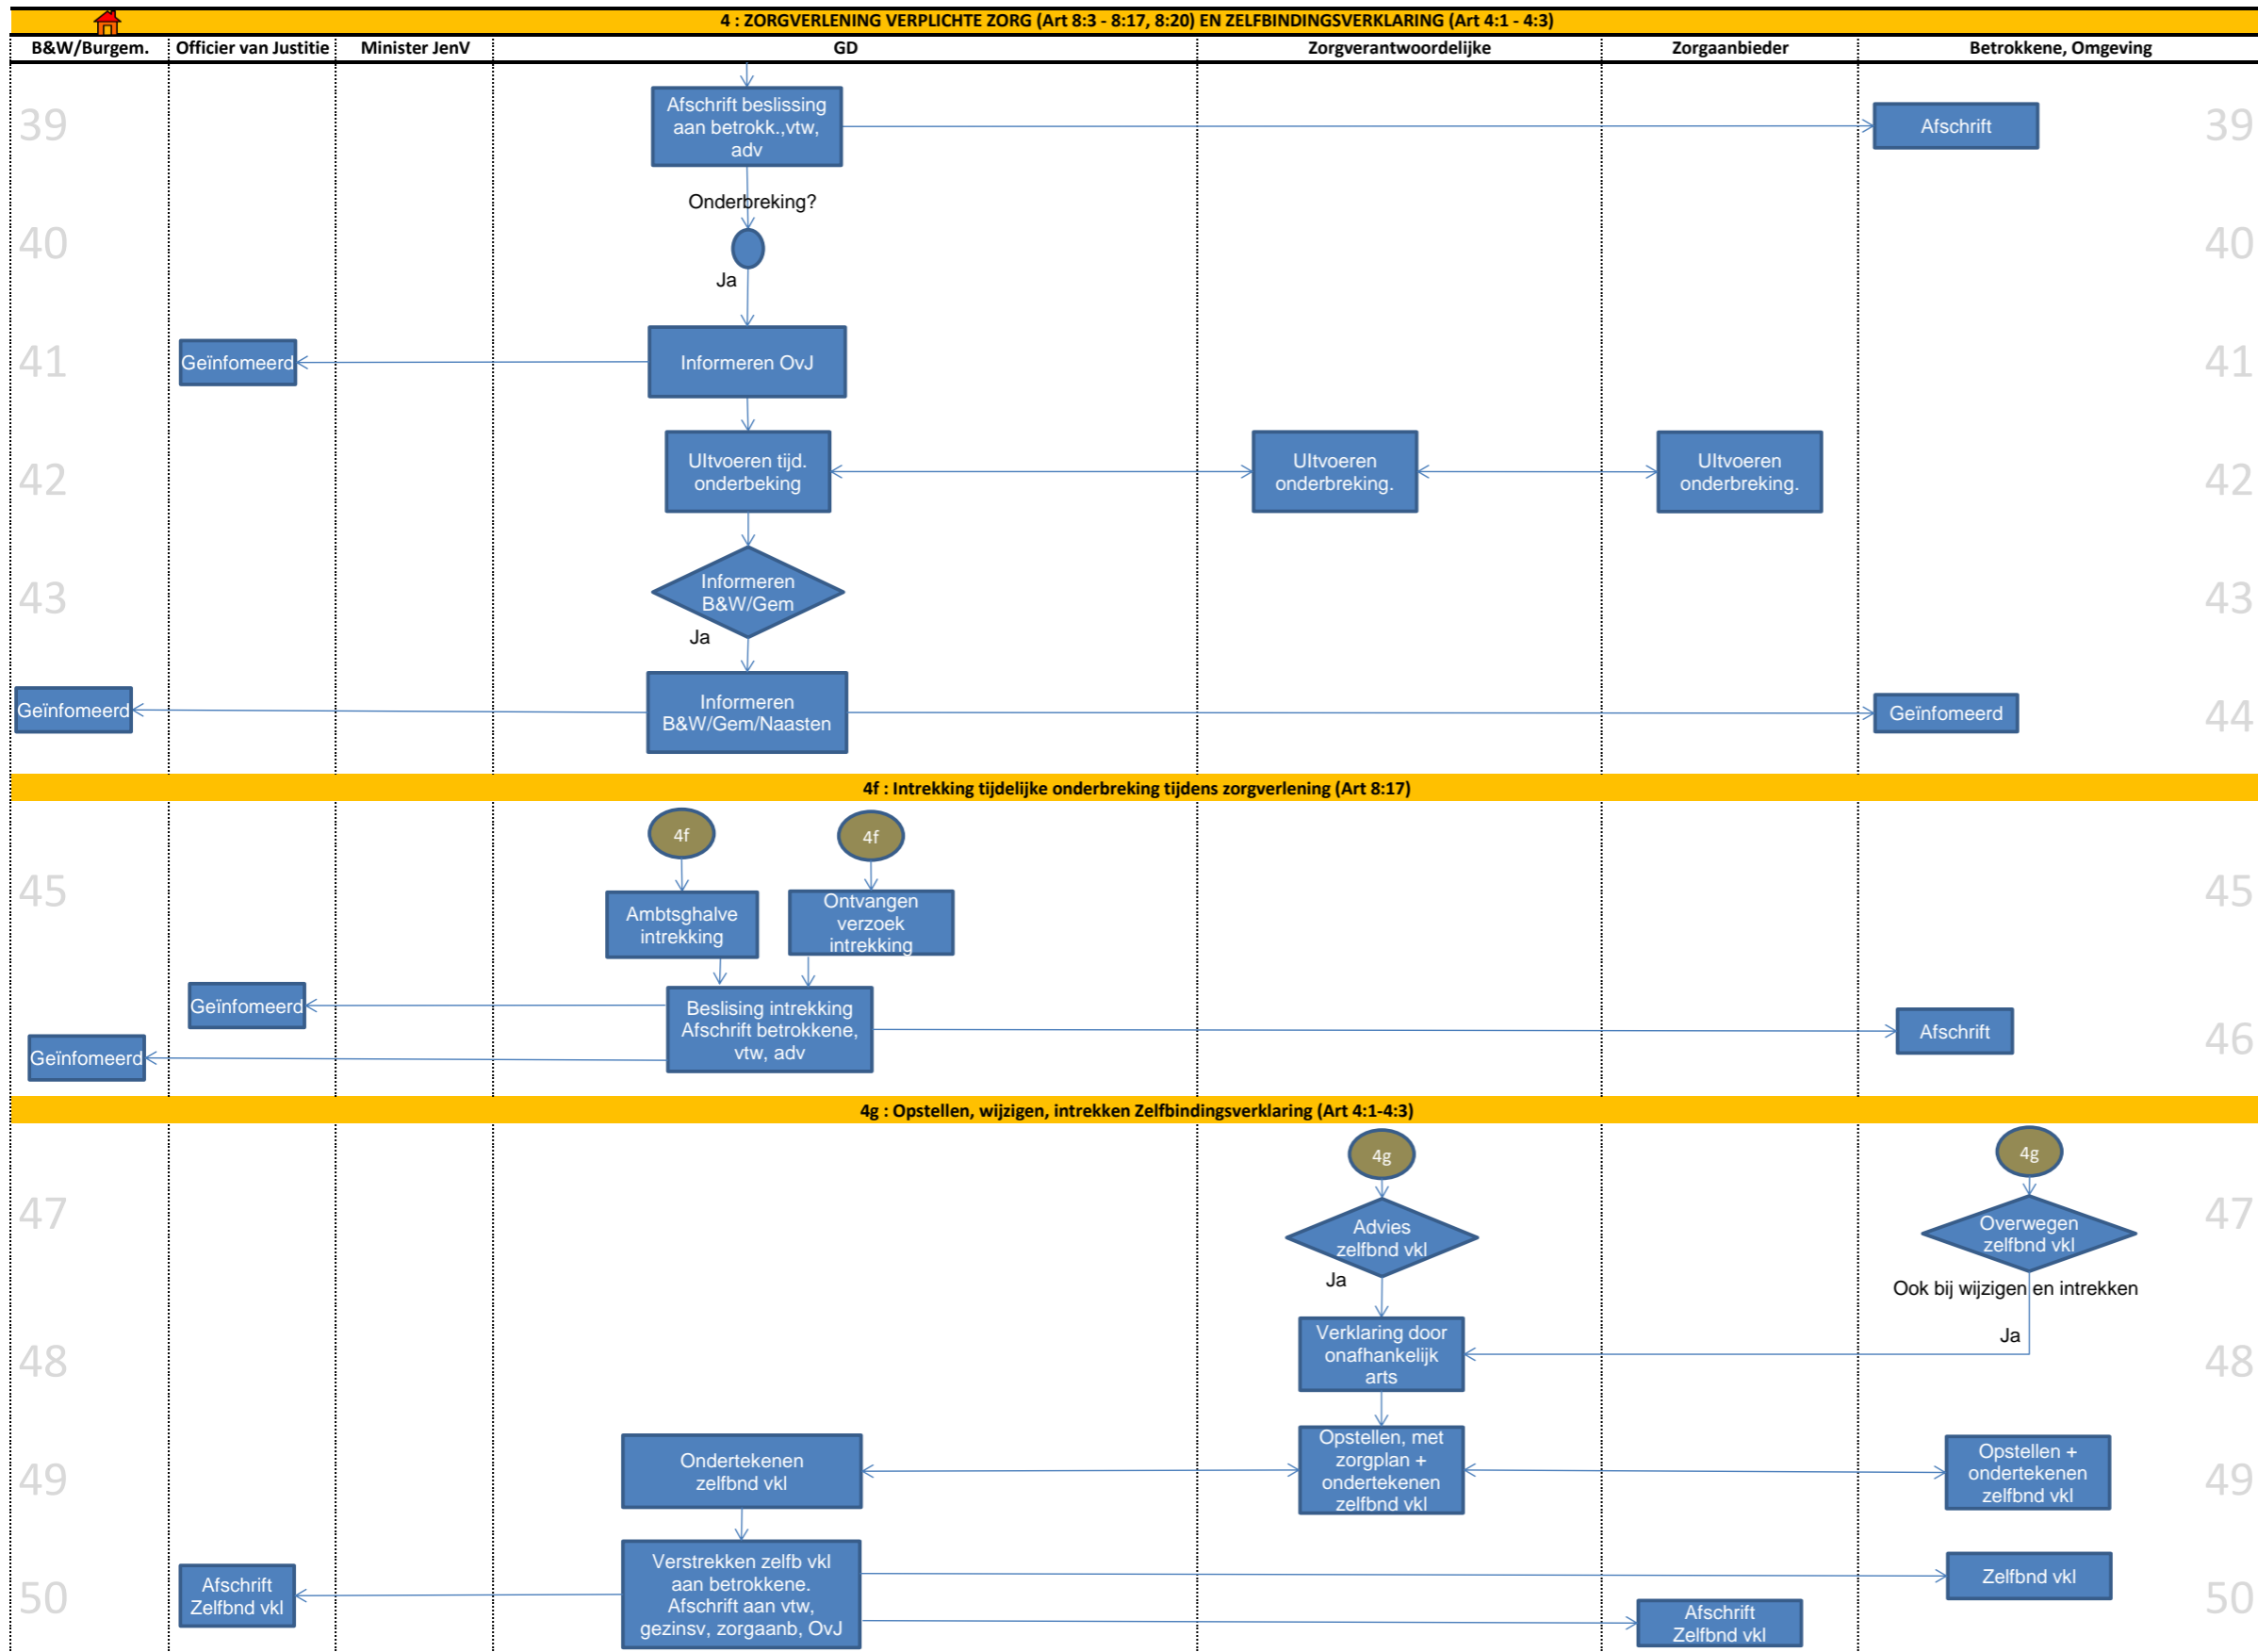 4 : ZORGVERLENING VERPLICHTE ZORG (Art 8:3 - 8:17, 8:20) EN ZELFBINDINGSVERKLARING (Art 4:1 - 4:3)
B&W/Burgem. Officier van Justitie Minister JenV GD Zorgverantwoordelijke Zorgaanbieder Betrokkene, Omgeving
39
Afschrift beslissing
aan betrokk.,vtw,
adv
Afschrift
39
Onderbreking?
40
40
Ja
41
Geïnfomeerd
Informeren OvJ
41
42
UItvoeren tijd.
onderbeking
UItvoeren
onderbreking.
UItvoeren
onderbreking.
42
43
Informeren
B&W/Gem
43
Ja
Geïnfomeerd
Informeren
B&W/Gem/Naasten
Geïnfomeerd
44
4f : Intrekking tijdelijke onderbreking tijdens zorgverlening (Art 8:17)
4f
4f
45
Ambtsghalve
intrekking
Ontvangen
verzoek
intrekking
45
Geïnfomeerd
Geïnfomeerd
Beslising intrekking
Afschrift betrokkene,
vtw, adv
Afschrift
46
4g : Opstellen, wijzigen, intrekken Zelfbindingsverklaring (Art 4:1-4:3)
4g
4g
47
Advies
zelfbnd vkl
Overwegen
zelfbnd vkl
47
Ja
Ook bij wijzigen en intrekken
Ja
48
Verklaring door
onafhankelijk
arts
48
49
Ondertekenen
zelfbnd vkl
Opstellen, met
zorgplan +
ondertekenen
zelfbnd vkl
Opstellen +
ondertekenen
zelfbnd vkl
49
50
Afschrift
Zelfbnd vkl
Verstrekken zelfb vkl
aan betrokkene.
Afschrift aan vtw,
gezinsv, zorgaanb, OvJ
Afschrift
Zelfbnd vkl
Zelfbnd vkl
50